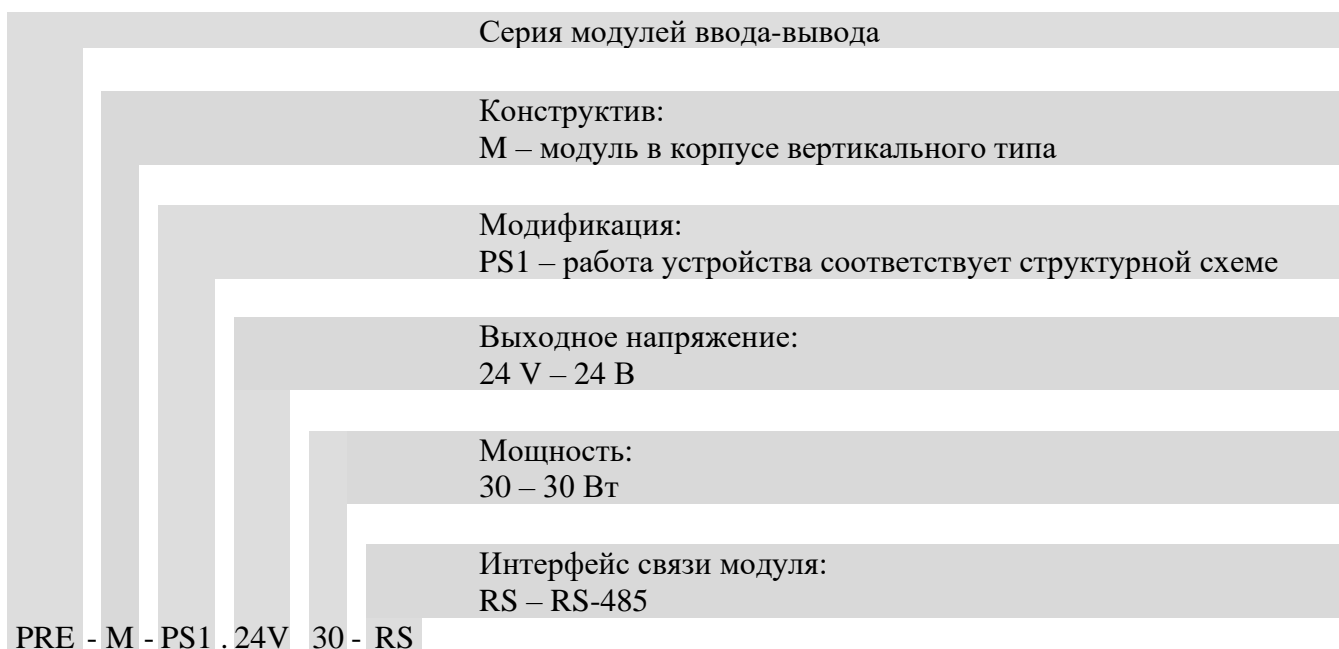 Серия модулей ввода-вывода
Конструктив:
М – модуль в корпусе вертикального типа
Модификация:
PS1 – работа устройства соответствует структурной схеме
Выходное напряжение:
24 V – 24 В
Мощность:
30 – 30 Вт
Интерфейс связи модуля:
RS – RS-485
PRE - M - PS1 . 24V 30 - RS